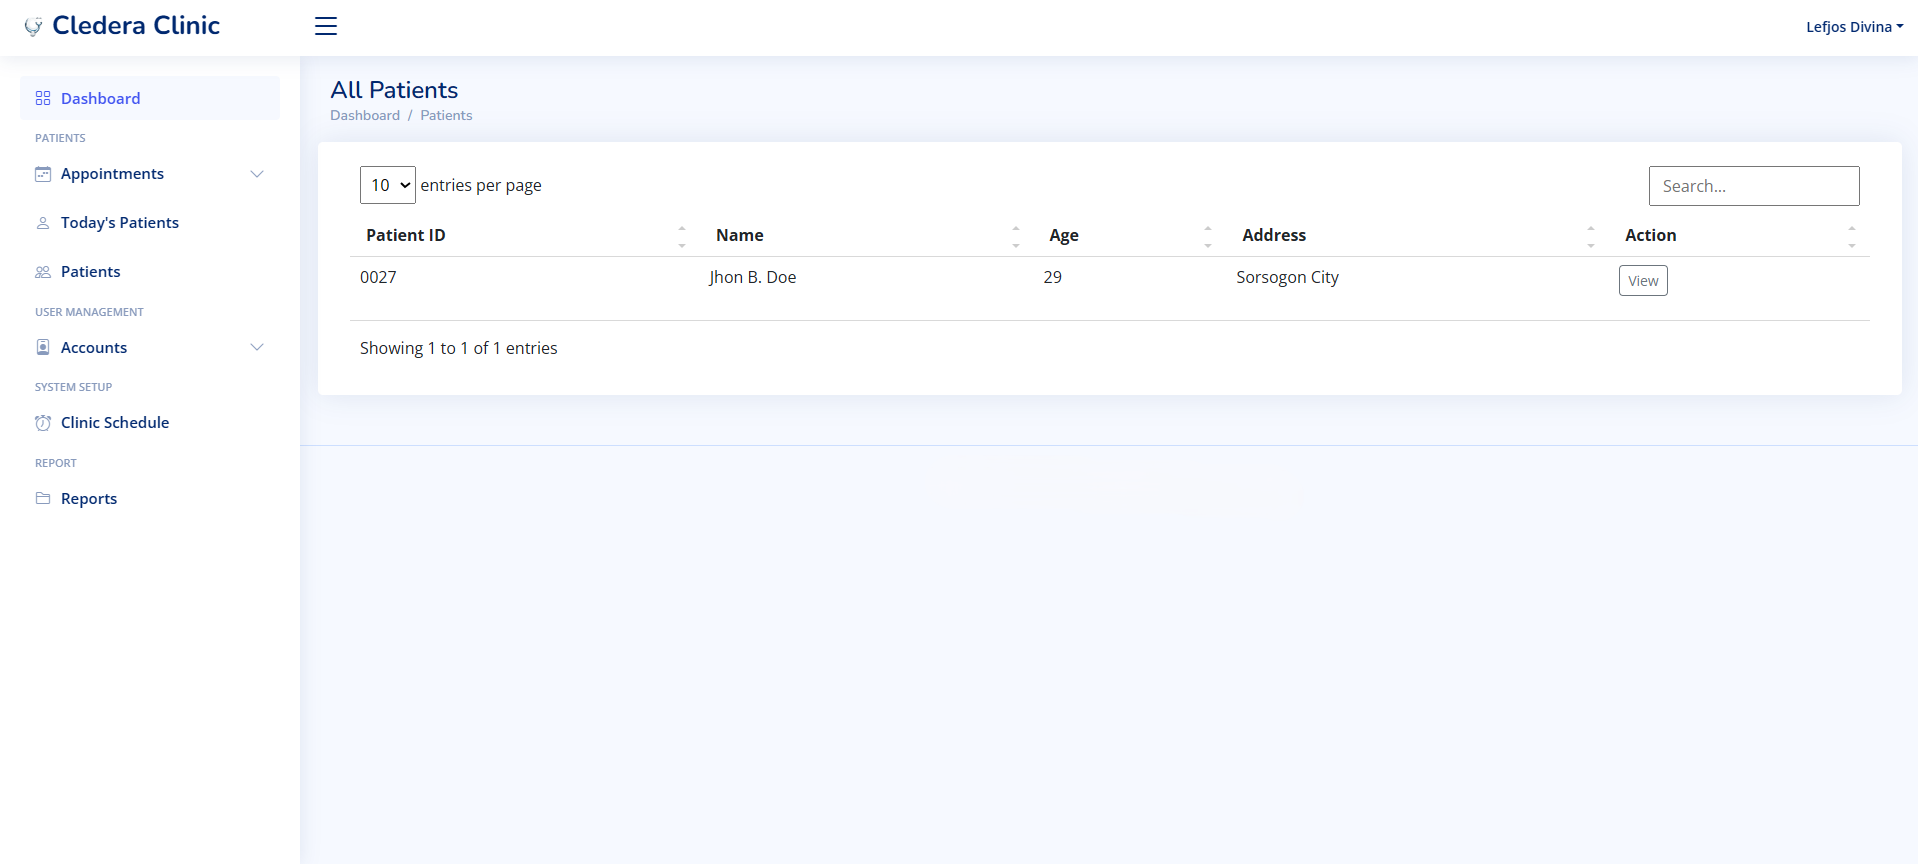 Cledera Clinic
Lefjos Divina
Dashboard
PATIENTS
Appointments
Today's Patients
Patients
USER MANAGEMENT
Accounts
SYSTEM SETUP
Clinic Schedule
REPORT
Reports
All Patients
Dashboard / Patients
10 entries per page
Search...
Patient ID Name Age Address Action
0027 Jhon B. Doe 29 Sorsogon City View
Showing 1 to 1 of 1 entries